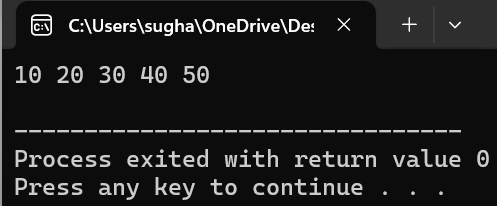 C:\Users\sugha\OneDrive\Des
10 20 30 40 50
--------------------------------
Process exited with return value 0
Press any key to continue . . .